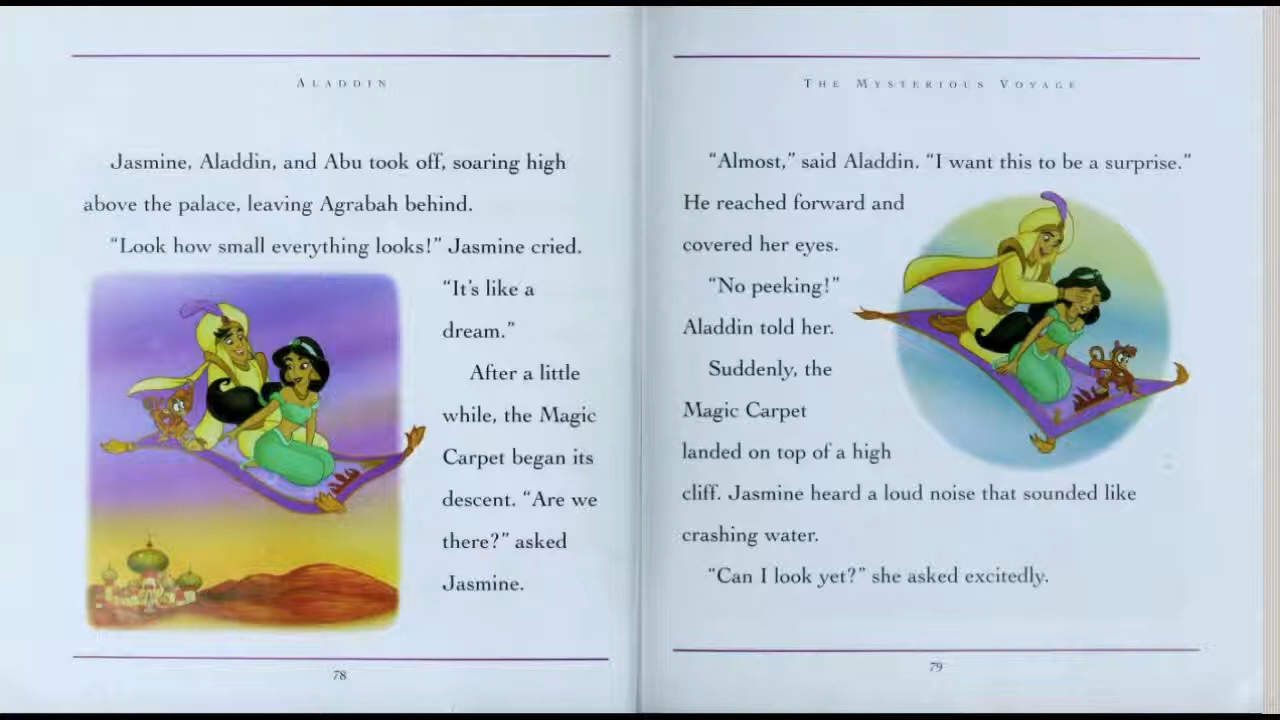 ALADDIN
Jasmine, Aladdin, and Abu took off, soaring high
above the palace, leaving Agrabah behind.
“Look how small everything looks!” Jasmine cried.
“It’s like a
dream.”
After a little
while, the Magic
Carpet began its
descent. “Are we
there?” asked
Jasmine.
78
THE MYSTERIOUS VOYAGE
“Almost,” said Aladdin. “I want this to be a surprise.”
He reached forward and
covered her eyes.
“No peeking!”
Aladdin told her.
Suddenly, the
Magic Carpet
landed on top of a high
cliff. Jasmine heard a loud noise that sounded like
crashing water.
“Can I look yet?” she asked excitedly.
79